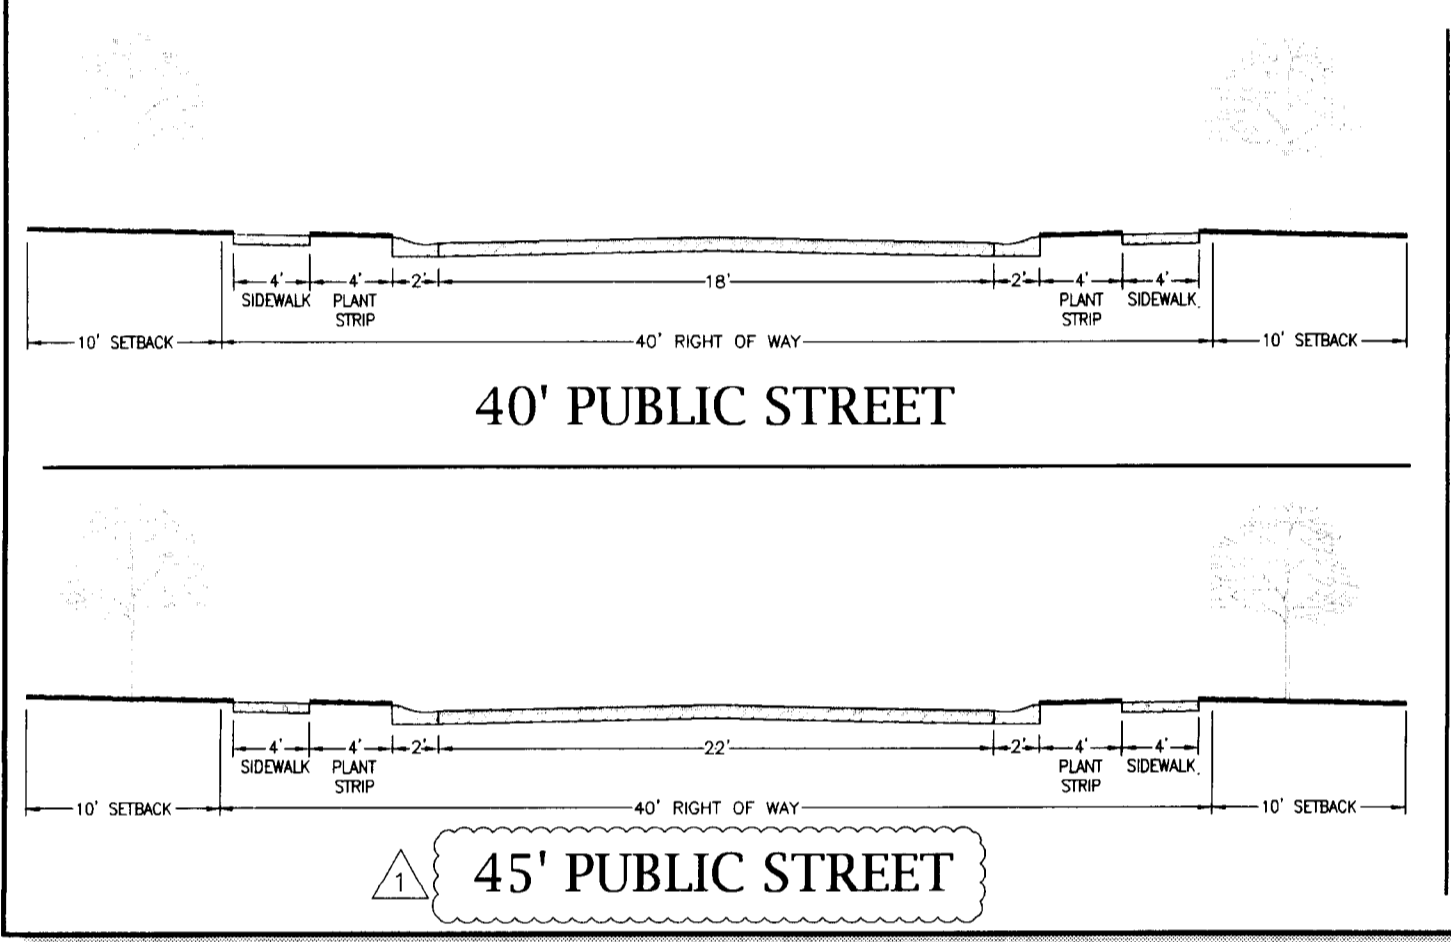 4' 4' 2' 18' 2' 4' 4'
SIDEWALK PLANT STRIP PLANT STRIP SIDEWALK
10' SETBACK 40' RIGHT OF WAY 10' SETBACK
40' PUBLIC STREET
4' 4' 2' 22' 2' 4' 4'
SIDEWALK PLANT STRIP PLANT STRIP SIDEWALK
10' SETBACK 40' RIGHT OF WAY 10' SETBACK
1 45' PUBLIC STREET